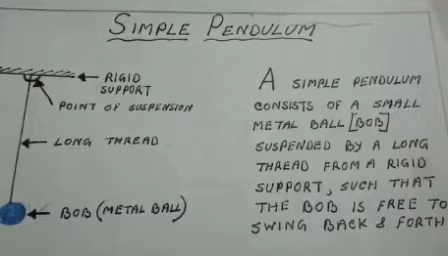 SIMPLE PENDULUM
RIGID
SUPPORT
POINT OF SUSPENSION
LONG THREAD
BOB (METAL BALL)
A SIMPLE PENDULUM
CONSISTS OF A SMALL
METAL BALL [BOB]
SUSPENDED BY A LONG
THREAD FROM A RIGID
SUPPORT, SUCH THAT
THE BOB IS FREE TO
SWING BACK & FORTH